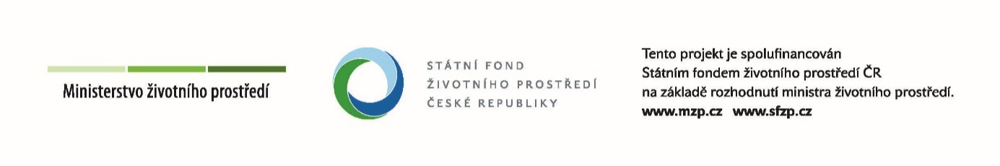 Ministerstvo životního prostředí
STÁTNÍ FOND
ŽIVOTNÍHO PROSTŘEDÍ
ČESKÉ REPUBLIKY
Tento projekt je spolufinancován
Státním fondem životního prostředí ČR
na základě rozhodnutí ministra životního prostředí.
www.mzp.cz www.sfzp.cz